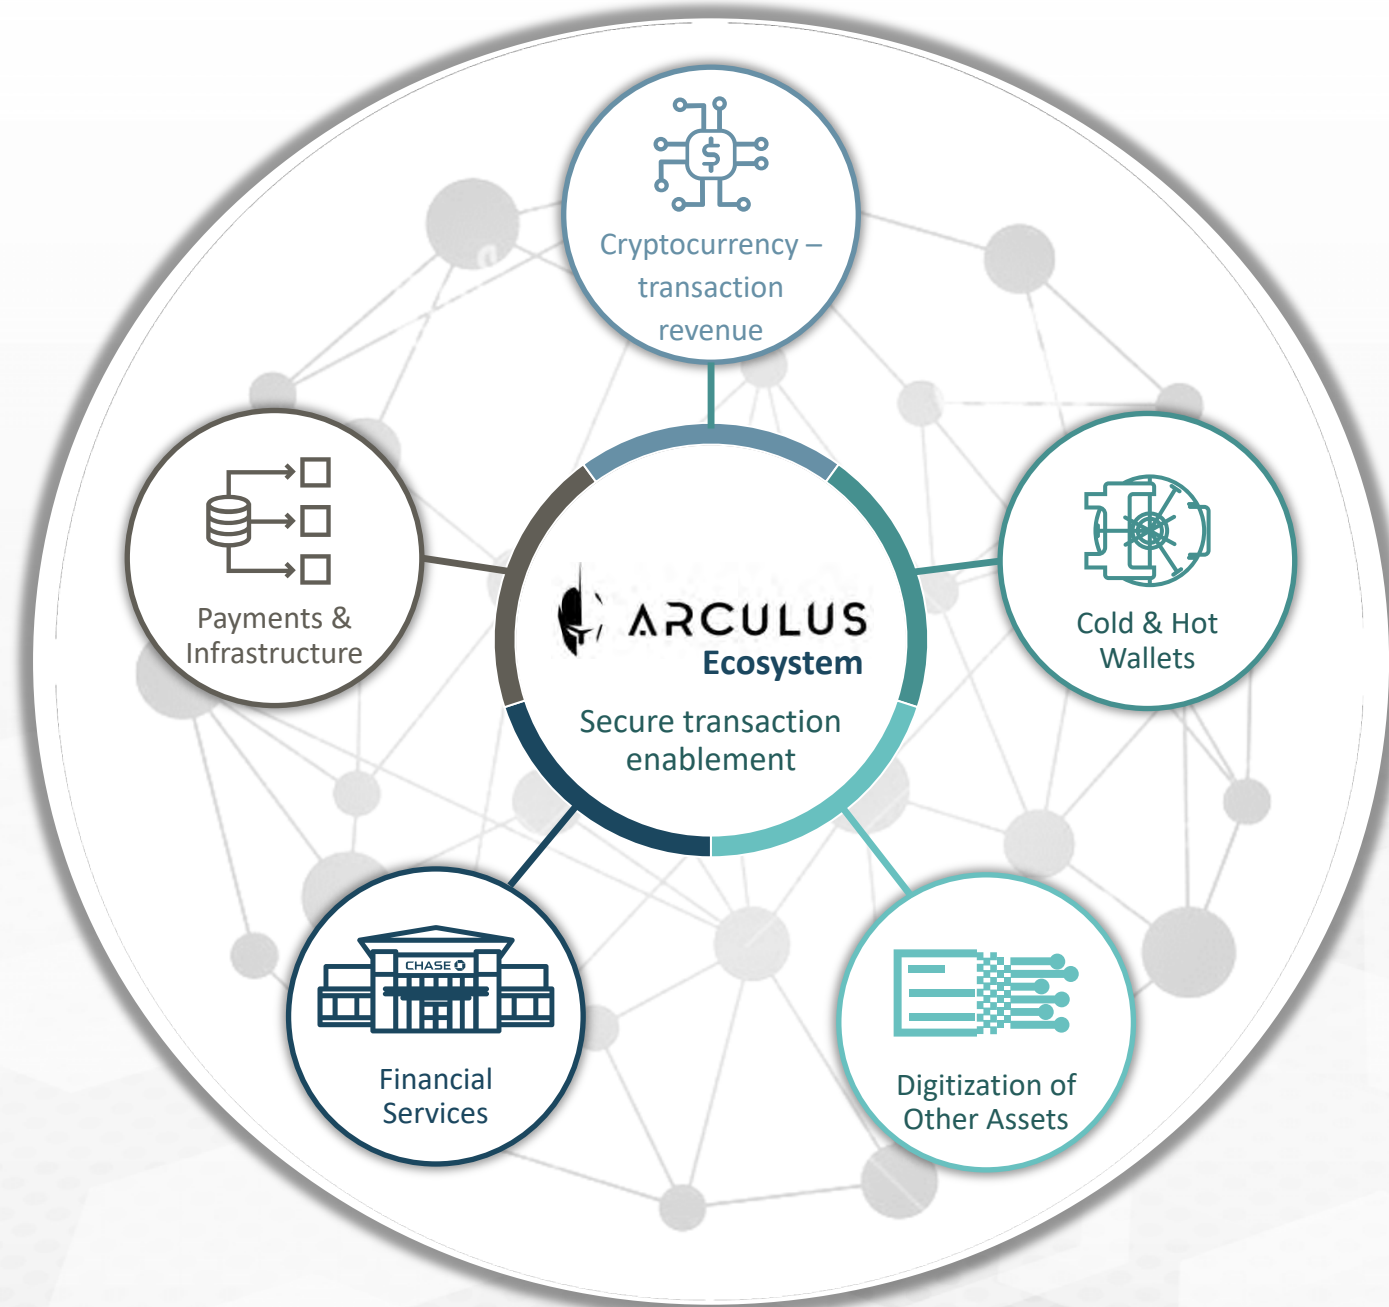 $
Cryptocurrency –
transaction
revenue
Payments &
Infrastructure
ARCULUS
Ecosystem
Secure transaction
enablement
Cold & Hot
Wallets
CHASE
Financial
Services
Digitization of
Other Assets